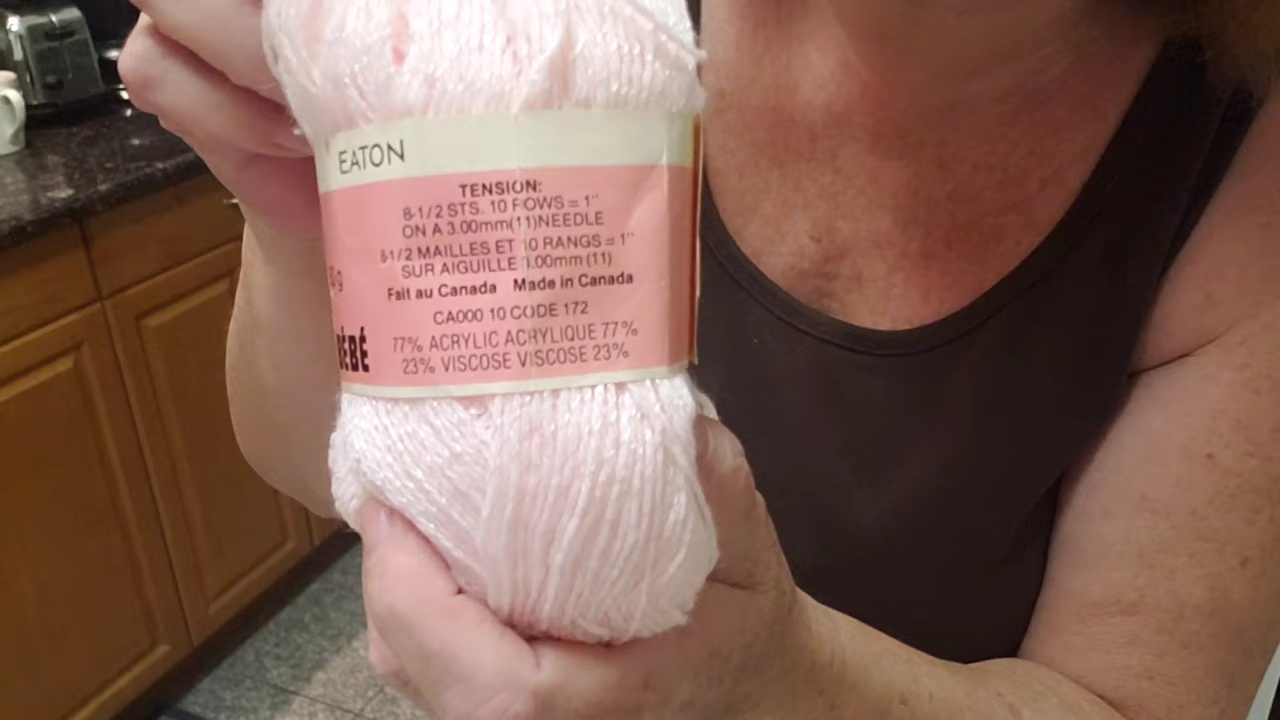 EATON
TENSION:
8-1/2 STS. 10 ROWS = 1"
ON A 3.00mm(11)NEEDLE
8-1/2 MAILLES ET 10 RANGS = 1"
SUR AIGUILLE 3.00mm (11)
Fait au Canada Made in Canada
CA000 10 CODE 172
77% ACRYLIC ACRYLIQUE 77%
BÉBÉ
23% VISCOSE VISCOSE 23%